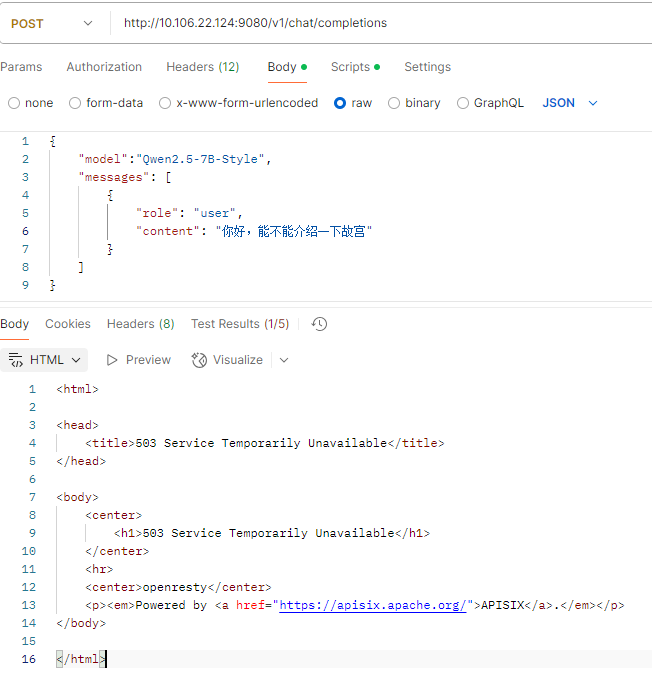 POST http://10.106.22.124:9080/v1/chat/completions
Params Authorization Headers (12) Body Scripts Settings
none form-data x-www-form-urlencoded raw binary GraphQL JSON
1 {
2 "model":"Qwen2.5-7B-Style",
3 "messages": [
4 {
5 "role": "user",
6 "content": "你好，能不能介绍一下故宫"
7 }
8 ]
9 }
Body Cookies Headers (8) Test Results (1/5)
HTML Preview Visualize
1 <html>
2
3 <head>
4 <title>503 Service Temporarily Unavailable</title>
5 </head>
6
7 <body>
8 <center>
9 <h1>503 Service Temporarily Unavailable</h1>
10 </center>
11 <hr>
12 <center>openresty</center>
13 <p><em>Powered by <a href="https://apisix.apache.org/">APISIX</a>.</em></p>
14 </body>
15
16 </html>